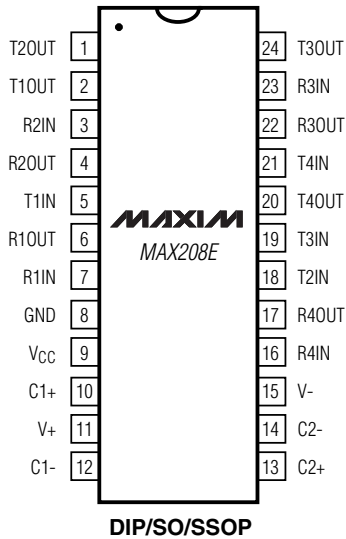 T2OUT 1 24 T3OUT
T1OUT 2 23 R3IN
R2IN 3 22 R3OUT
R2OUT 4 21 T4IN
T1IN 5 20 T4OUT
MAXIM
R1OUT 6 19 T3IN
MAX208E
R1IN 7 18 T2IN
GND 8 17 R4OUT
VCC 9 16 R4IN
C1+ 10 15 V-
V+ 11 14 C2-
C1- 12 13 C2+
DIP/SO/SSOP